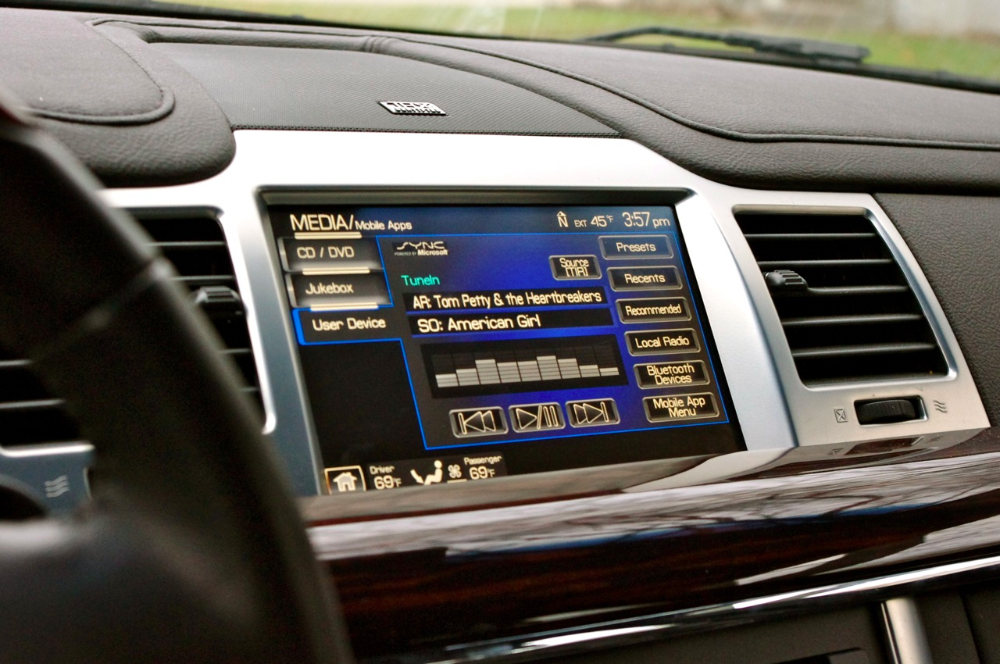 THX
MEDIA/Mobile Apps
N EXT 45°F 3:57 pm
CD / DVD
Jukebox
User Device
SYNC
POWERED BY Microsoft
Source
[TIR]
TuneIn
AR: Tom Petty & the Heartbreakers
SO: American Girl
Presets
Recents
Recommended
Local Radio
Bluetooth
Devices
Mobile App
Menu
Driver
69°F
Passenger
69°F